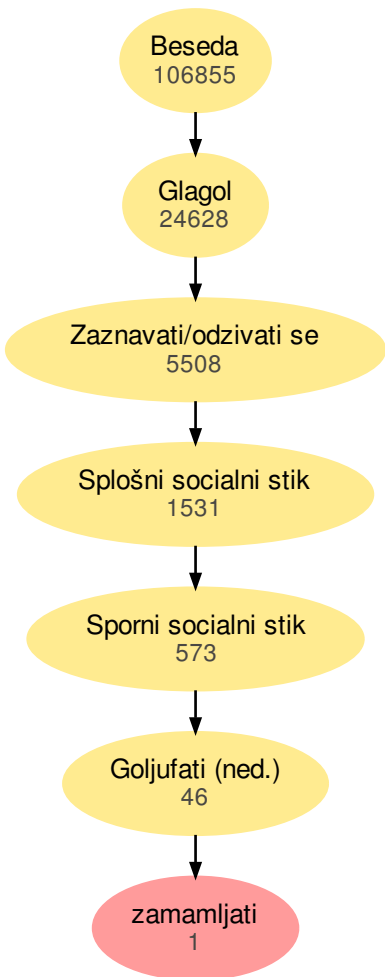 Beseda
106855
Glagol
24628
Zaznavati/odzivati se
5508
Splošni socialni stik
1531
Sporni socialni stik
573
Goljufati (ned.)
46
zamamljati
1